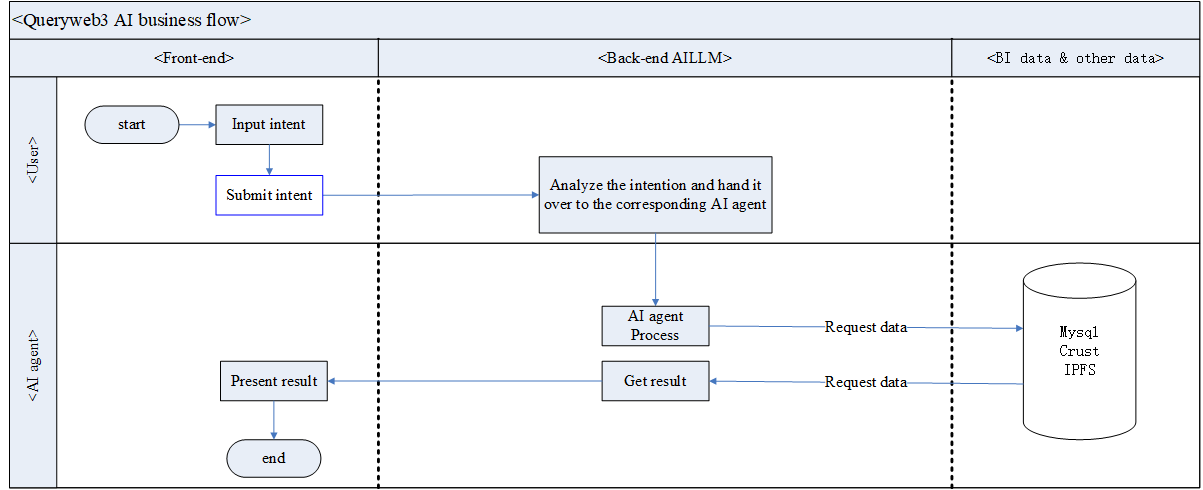 <Queryweb3 AI business flow>
<Front-end>
<Back-end AILLM>
<BI data & other data>
<User>
start
Input intent
Submit intent
Analyze the intention and hand it
over to the corresponding AI agent
<AI agent>
AI agent
Process
Request data
Mysql
Crust
IPFS
Present result
Get result
Request data
end